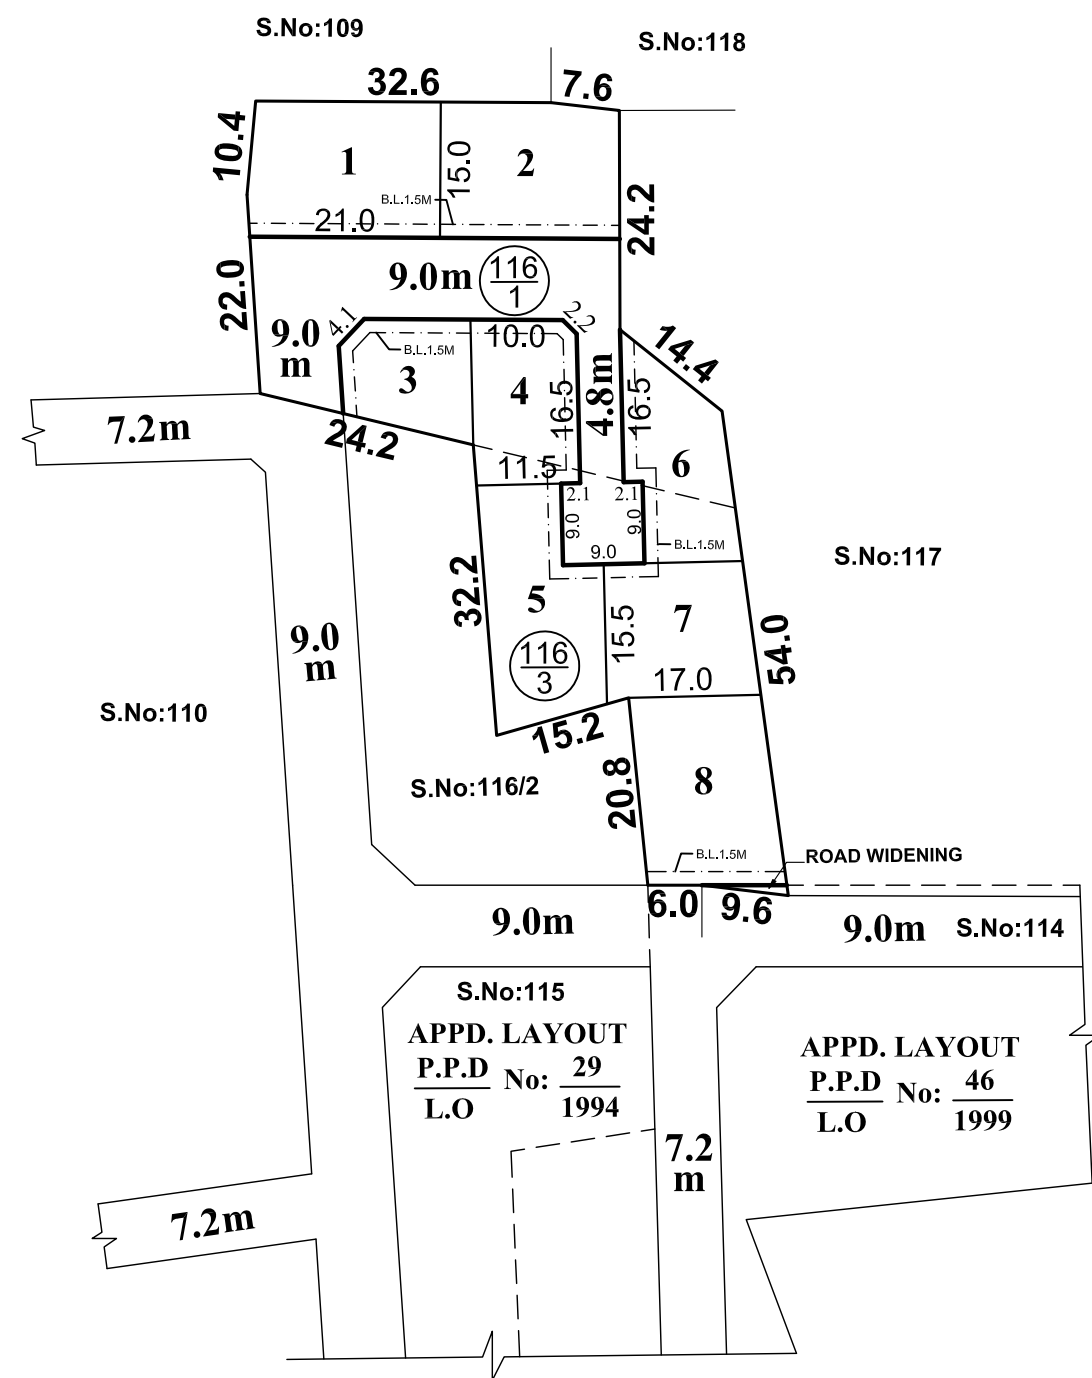 S.No:109
S.No:118
32.6
7.6
10.4
1
15.0
2
B.L.1.5M
21.0
24.2
22.0
9.0m
116
1
9.0
m
4.1
2.2
10.0
B.L.1.5M
3
4
16.5
4.8m
16.5
14.4
7.2m
24.2
11.5
6
2.1
2.1
9.0
9.0
9.0
B.L.1.5M
S.No:117
32.2
5
15.5
7
54.0
9.0
m
116
3
17.0
S.No:110
15.2
S.No:116/2
20.8
8
B.L.1.5M
ROAD WIDENING
6.0
9.6
9.0m
9.0m
S.No:114
S.No:115
APPD. LAYOUT
P.P.D No: 29
L.O 1994
APPD. LAYOUT
P.P.D No: 46
L.O 1999
7.2
m
7.2m